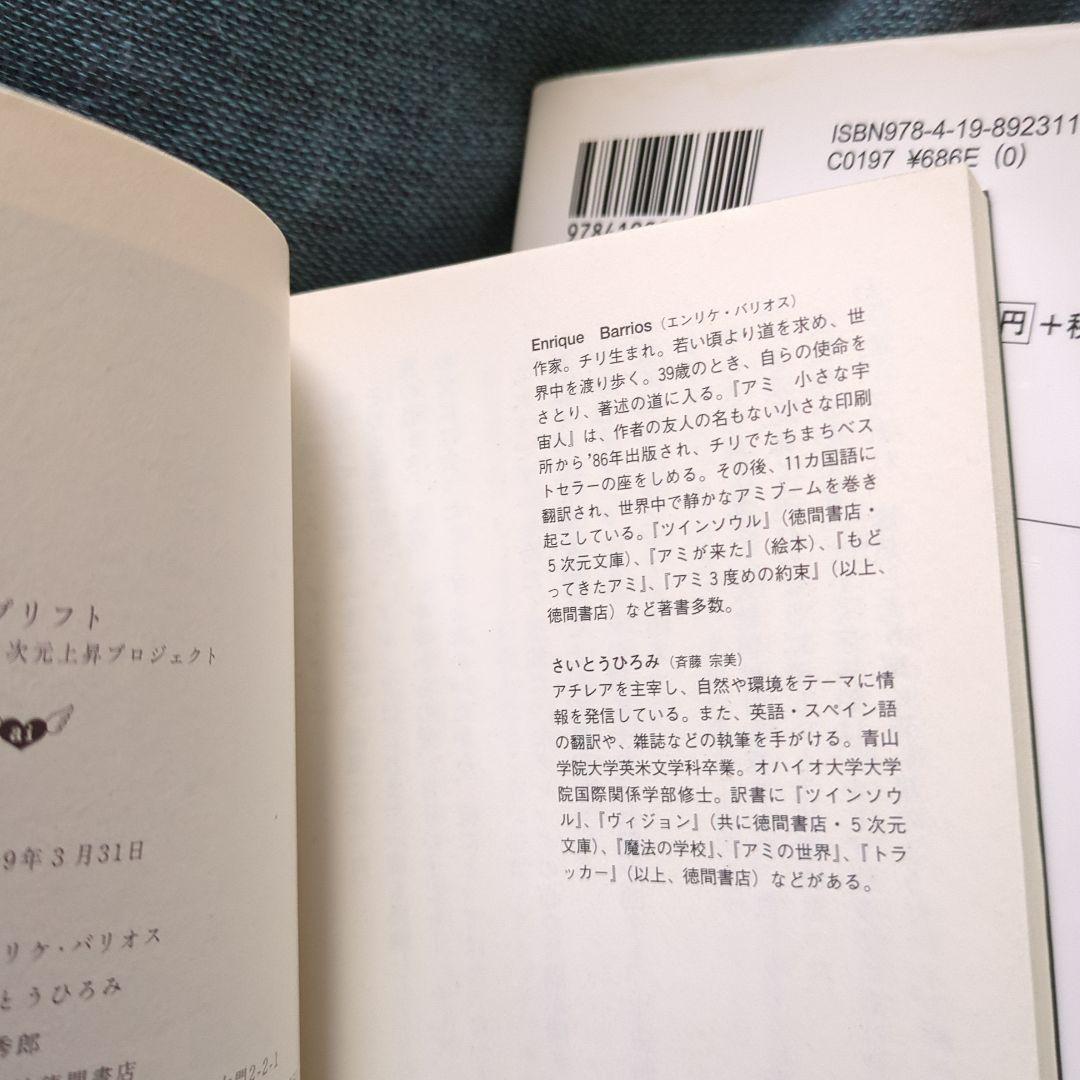 ISBN978-4-19-892311
C0197 ¥686E (0)
円＋
Enrique Barrios（エンリケ・バリオス）
作家。チリ生まれ。若い頃より道を求め、世
界中を渡り歩く。39歳のとき、自らの使命を
さとり、著述の道に入る。『アミ 小さな宇
宙人』は、作者の友人の名もない小さな印刷
所から’86年出版され、チリでたちまちベス
トセラーの座をしめる。その後、11カ国語に
翻訳され、世界中で静かなアミブームを巻き
起こしている。『ツインソウル』（徳間書店・
5次元文庫）、『アミが来た』（絵本）、『もど
ってきたアミ』、『アミ3度めの約束』（以上、
徳間書店）など著書多数。
さいとうひろみ（斉藤 宗美）
アチレアを主宰し、自然や環境をテーマに情
報を発信している。また、英語・スペイン語
の翻訳や、雑誌などの執筆を手がける。青山
学院大学英米文学科卒業。オハイオ大学大学
院国際関係学部修士。訳書に『ツインソウ
ル』、『ヴィジョン』（共に徳間書店・5次元
文庫）、『魔法の学校』、『アミの世界』、『トラ
ッカー』（以上、徳間書店）などがある。
プリフト
次元上昇プロジェクト
ai
9年3月31日
リケ・バリオス
とうひろみ
秀郎
徳間書店
2-2-1